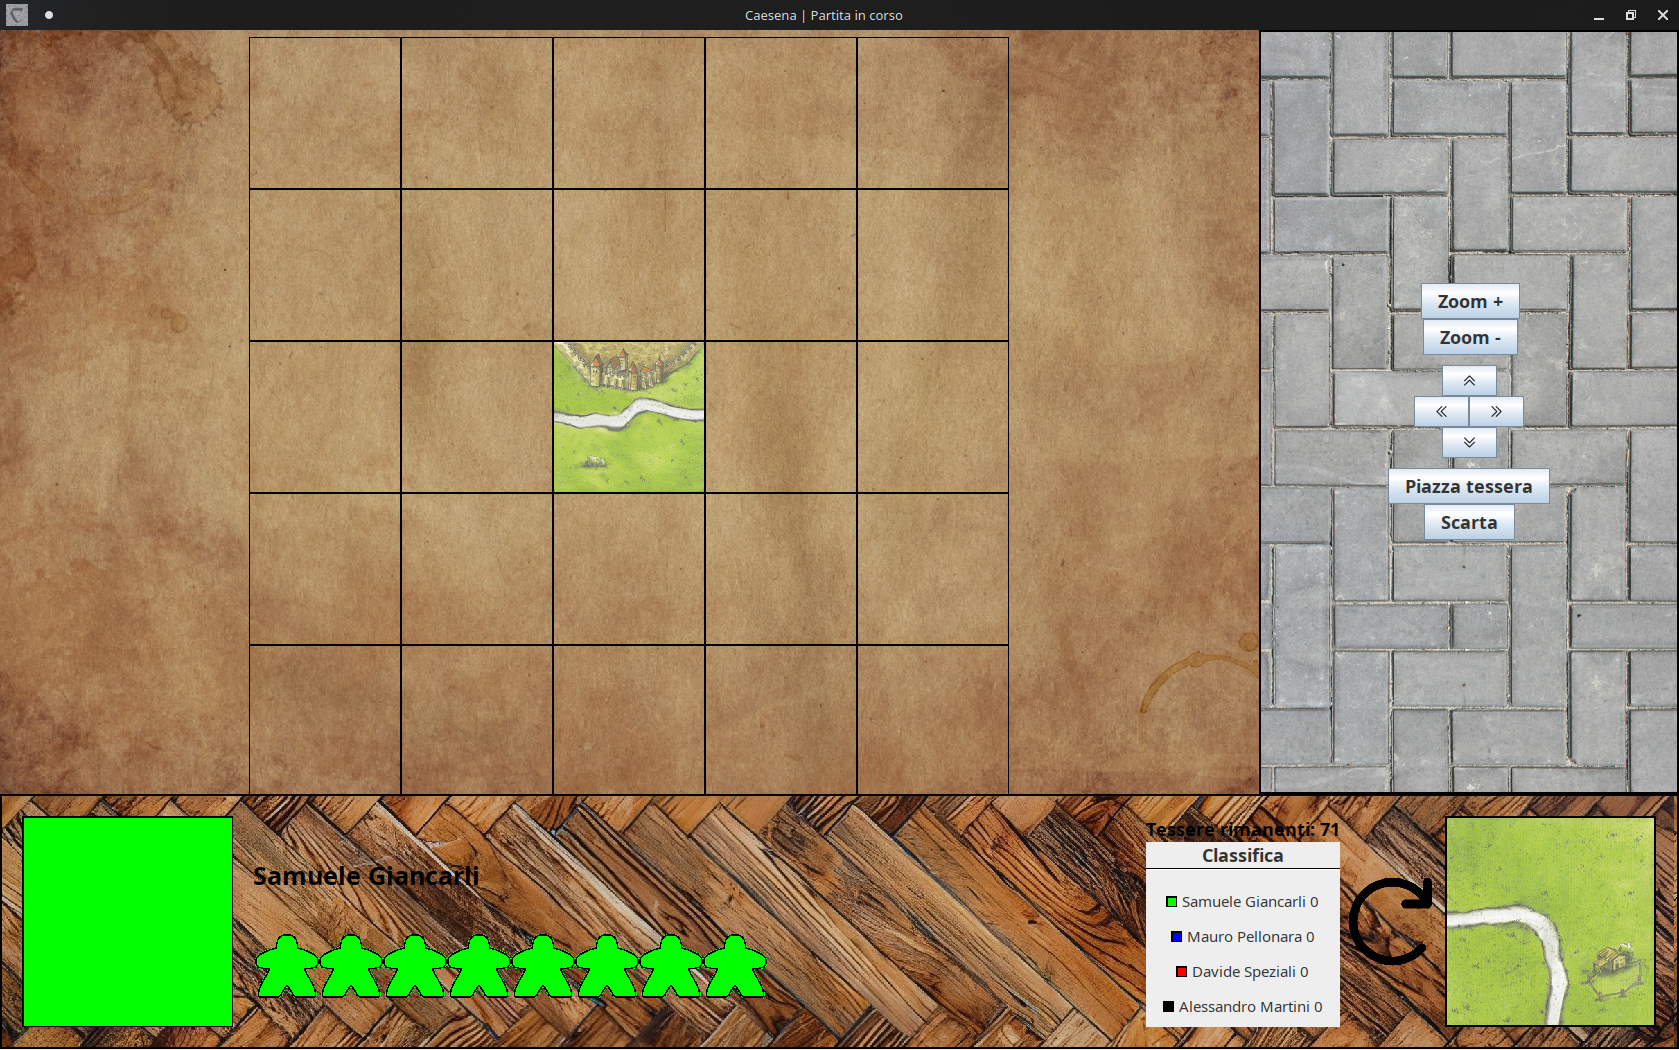 Caesena | Partita in corso
Zoom +
Zoom -
Piazza tessera
Scarta
Samuele Giancarli
Tessere rimanenti: 71
Classifica
Samuele Giancarli 0
Mauro Pellonara 0
Davide Speziali 0
Alessandro Martini 0